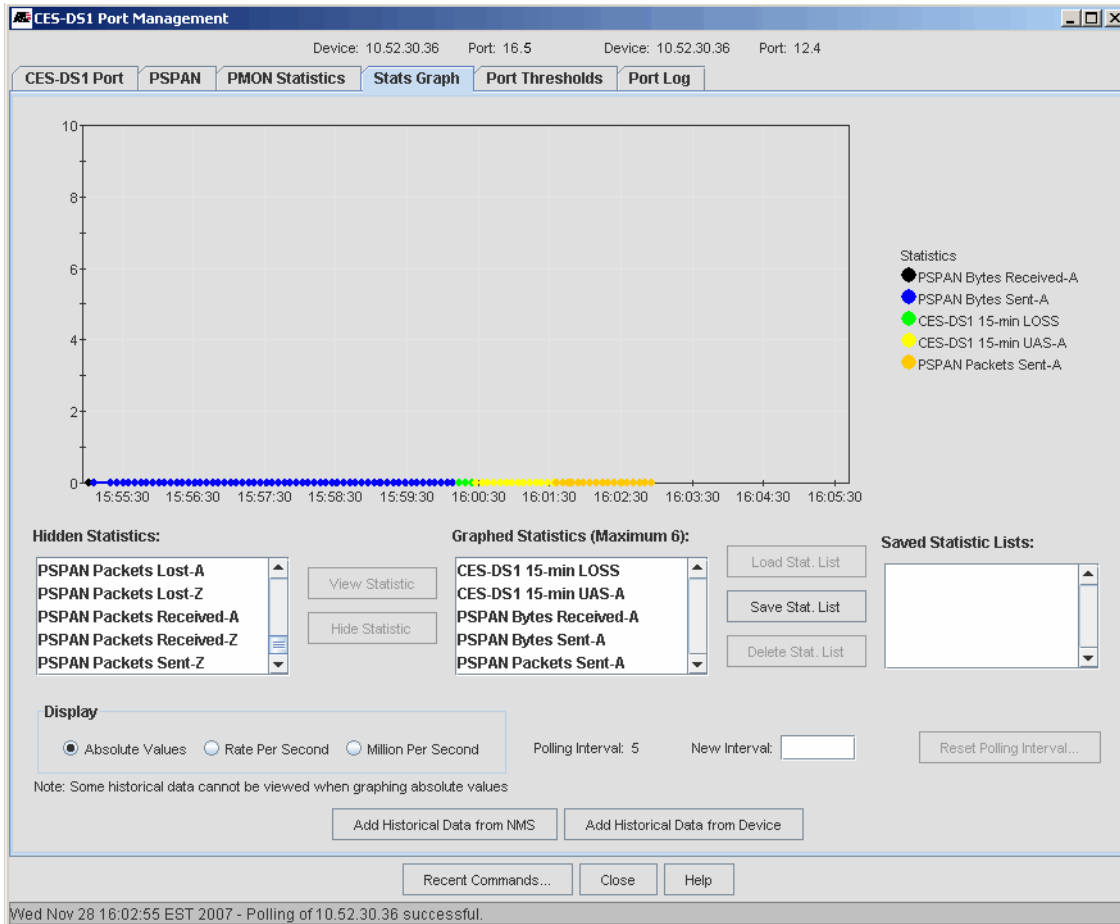 CES-DS1 Port Management
Device: 10.52.30.36 Port: 16.5 Device: 10.52.30.36 Port: 12.4
CES-DS1 Port PSPAN PMON Statistics Stats Graph Port Thresholds Port Log
10
8
6
4
2
0
15:55:30 15:56:30 15:57:30 15:58:30 15:59:30 16:00:30 16:01:30 16:02:30 16:03:30 16:04:30 16:05:30
Statistics
PSPAN Bytes Received-A
PSPAN Bytes Sent-A
CES-DS1 15-min LOSS
CES-DS1 15-min UAS-A
PSPAN Packets Sent-A
Hidden Statistics:
PSPAN Packets Lost-A
PSPAN Packets Lost-Z
PSPAN Packets Received-A
PSPAN Packets Received-Z
PSPAN Packets Sent-Z
View Statistic
Hide Statistic
Graphed Statistics (Maximum 6):
CES-DS1 15-min LOSS
CES-DS1 15-min UAS-A
PSPAN Bytes Received-A
PSPAN Bytes Sent-A
PSPAN Packets Sent-A
Load Stat. List
Save Stat. List
Delete Stat. List
Saved Statistic Lists:
Display
Absolute Values Rate Per Second Million Per Second
Polling Interval: 5 New Interval:
Reset Polling Interval...
Note: Some historical data cannot be viewed when graphing absolute values
Add Historical Data from NMS Add Historical Data from Device
Recent Commands... Close Help
Wed Nov 28 16:02:55 EST 2007 - Polling of 10.52.30.36 successful.